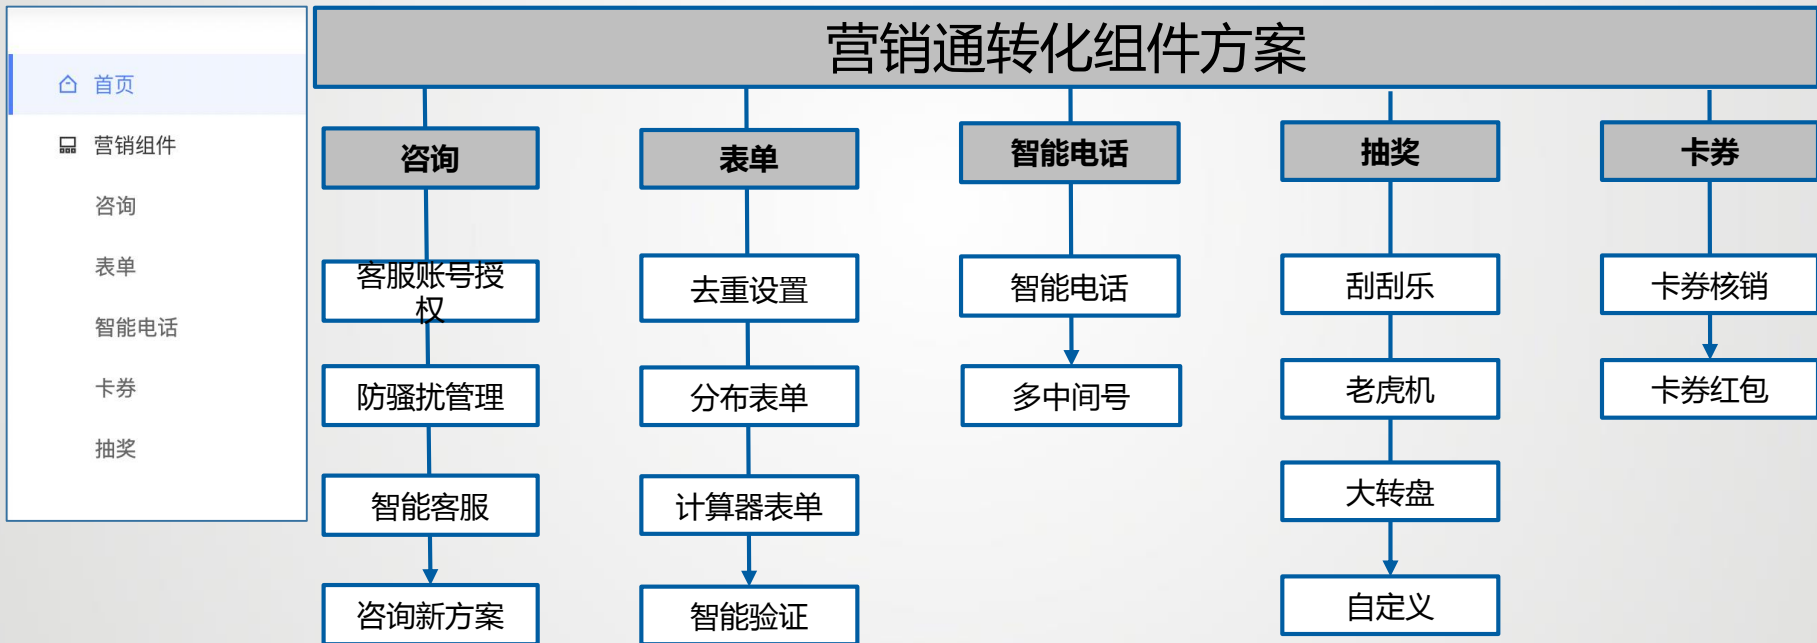 首页
营销组件
咨询
表单
智能电话
卡券
抽奖
营销通转化组件方案
咨询
客服账号授
权
防骚扰管理
智能客服
咨询新方案
表单
去重设置
分布表单
计算器表单
智能验证
智能电话
智能电话
多中间号
抽奖
刮刮乐
老虎机
大转盘
自定义
卡券
卡券核销
卡券红包